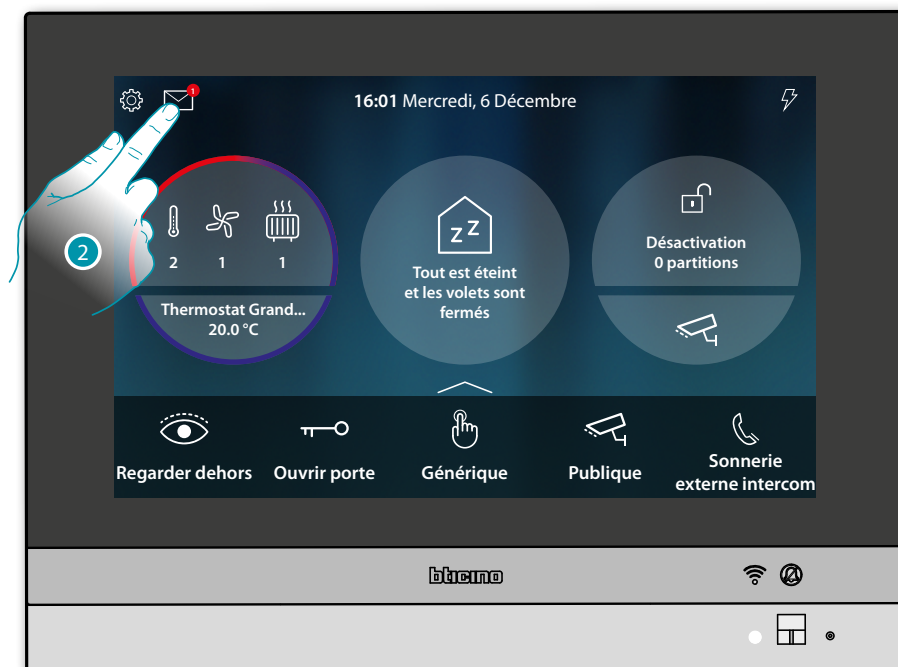 1
16:01 Mercredi, 6 Décembre
2
2 1 1
Thermostat Grand...
20.0 °C
z Z
Tout est éteint
et les volets sont
fermés
Désactivation
0 partitions
Regarder dehors
Ouvrir porte
Générique
Publique
Sonnerie
externe intercom
bticino